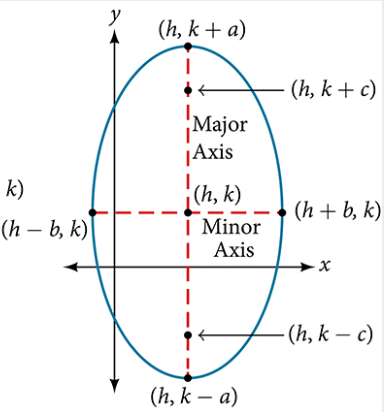 y
(h, k + a)
(h, k + c)
Major
Axis
k)
(h, k)
(h − b, k)
(h + b, k)
Minor
Axis
x
(h, k − c)
(h, k − a)